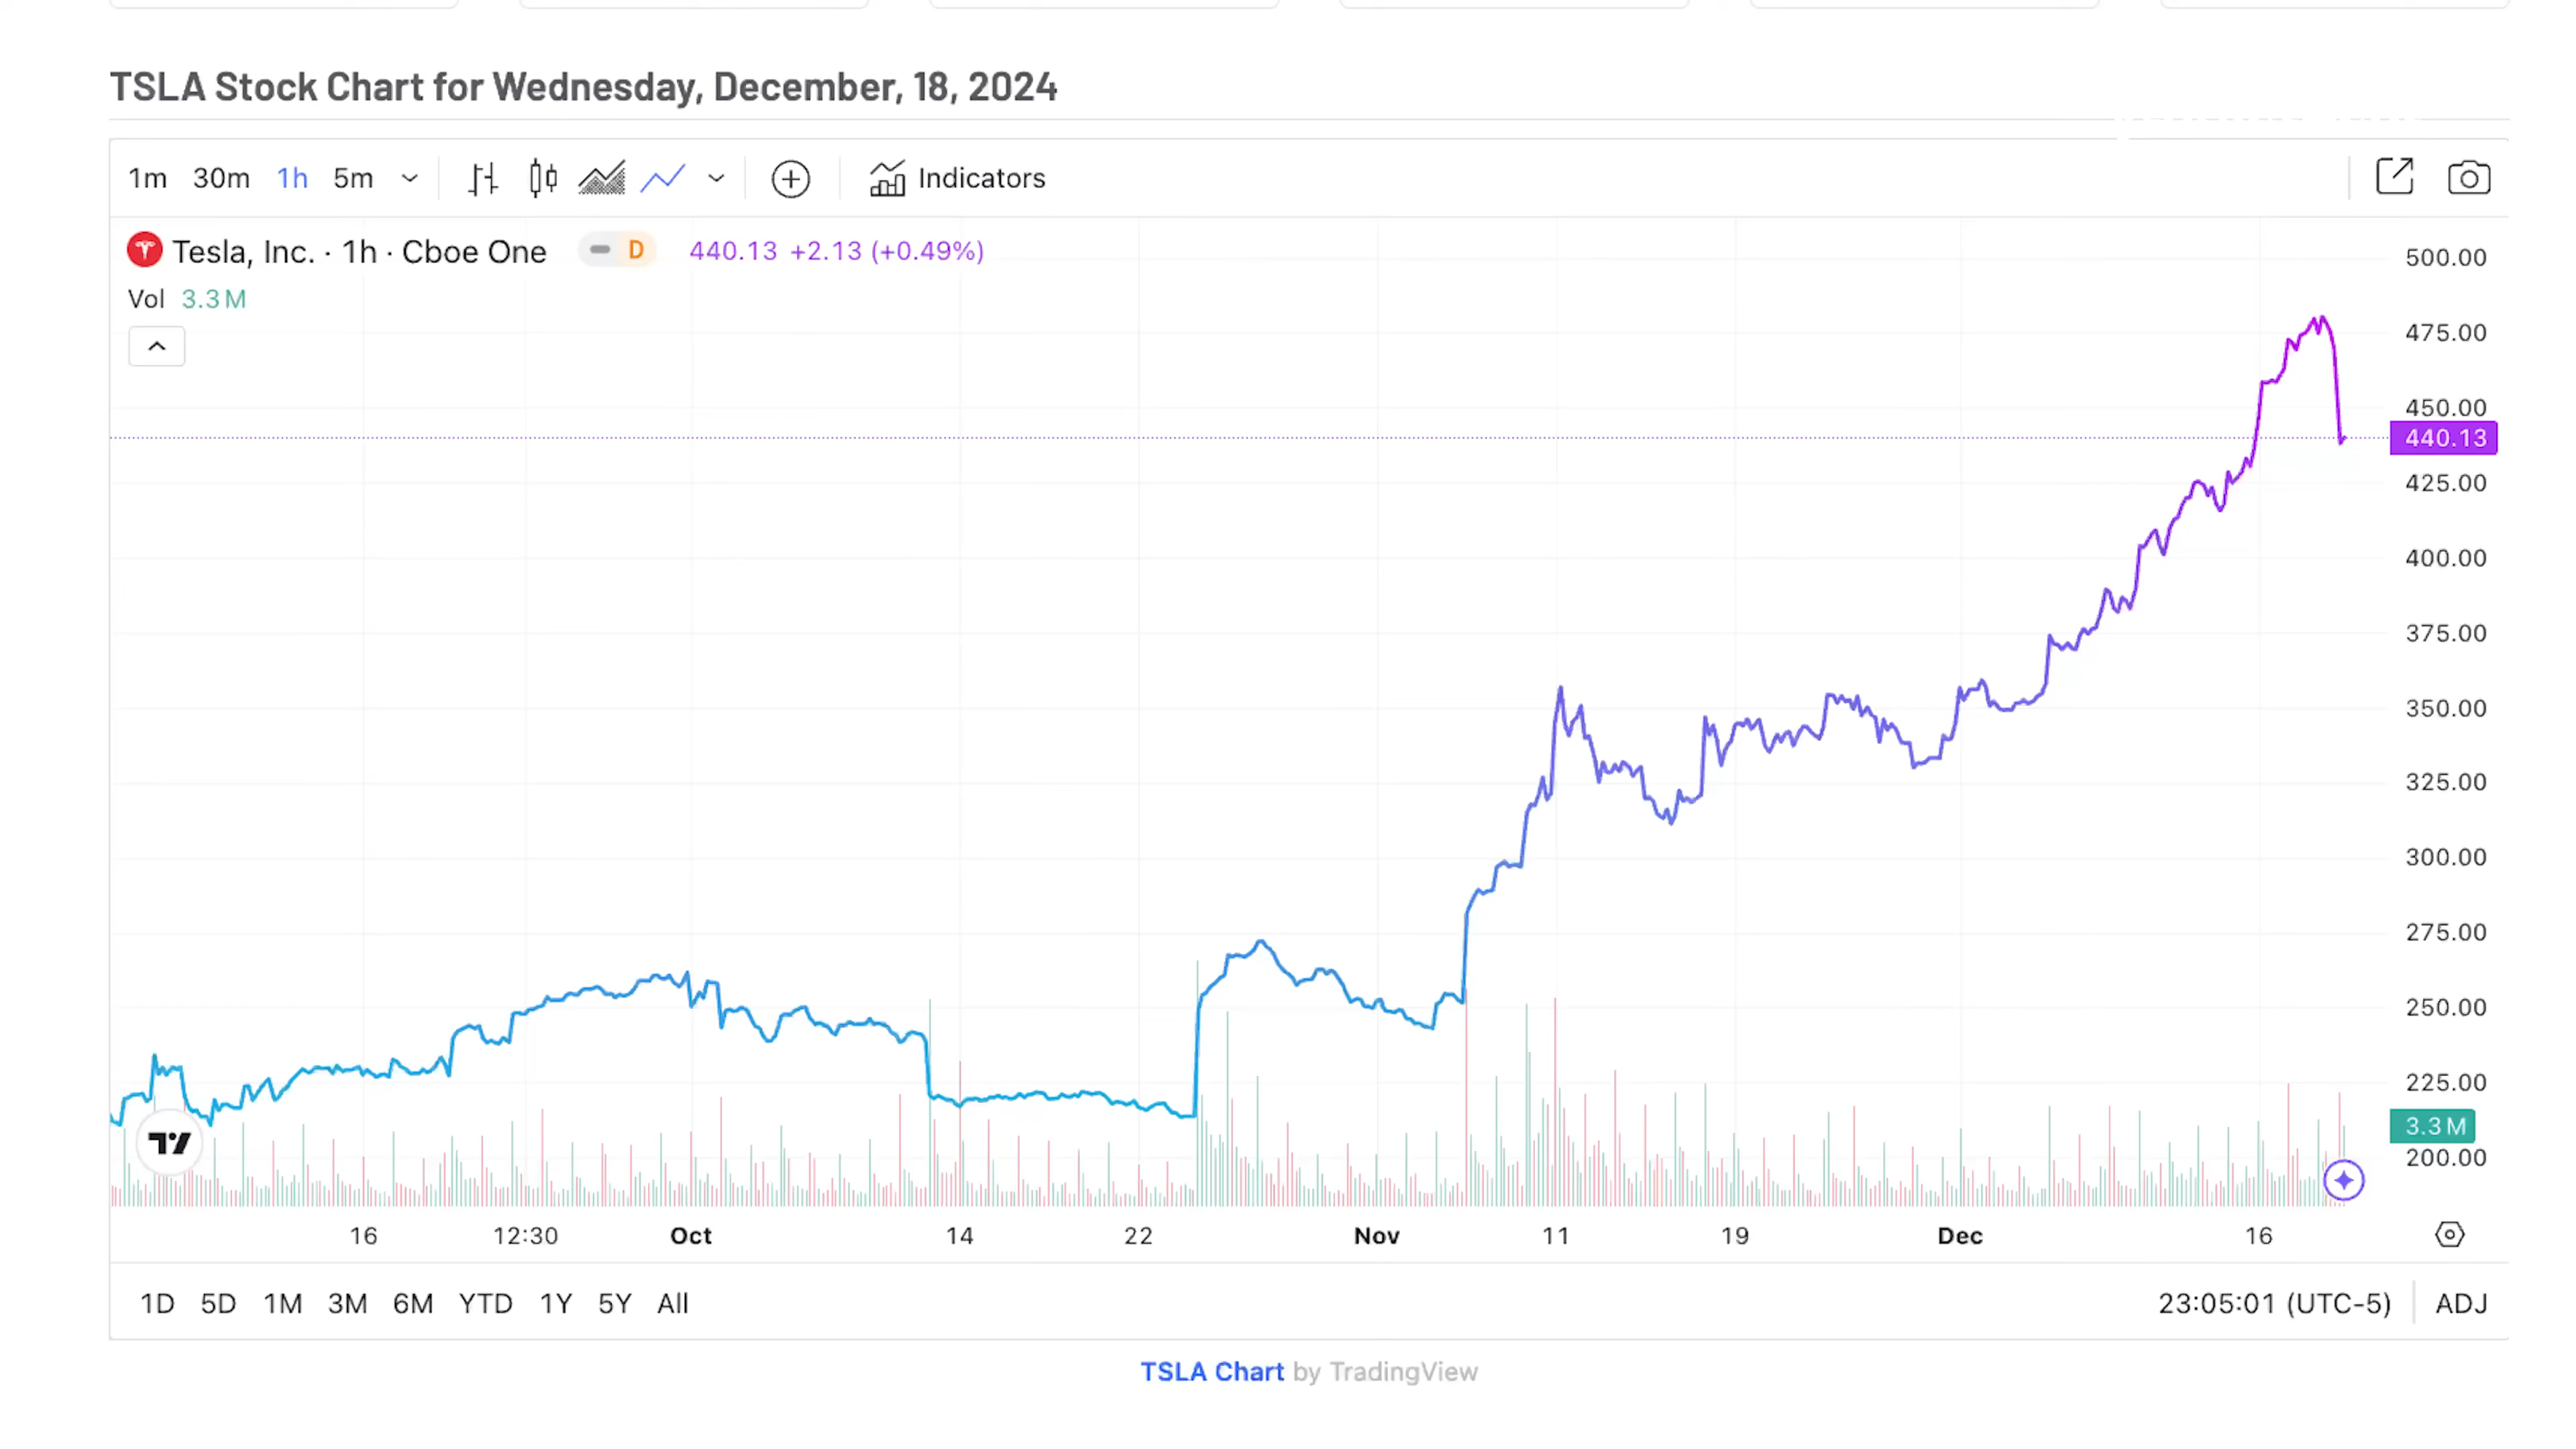 TSLA Stock Chart for Wednesday, December, 18, 2024
1m 30m 1h 5m Indicators
Tesla, Inc. · 1h · Cboe One D 440.13 +2.13 (+0.49%)
Vol 3.3 M
500.00
475.00
450.00
440.13
425.00
400.00
375.00
350.00
325.00
300.00
275.00
250.00
225.00
3.3 M
200.00
16 12:30 Oct 14 22 Nov 11 19 Dec 16
1D 5D 1M 3M 6M YTD 1Y 5Y All 23:05:01 (UTC-5) ADJ
TSLA Chart by TradingView